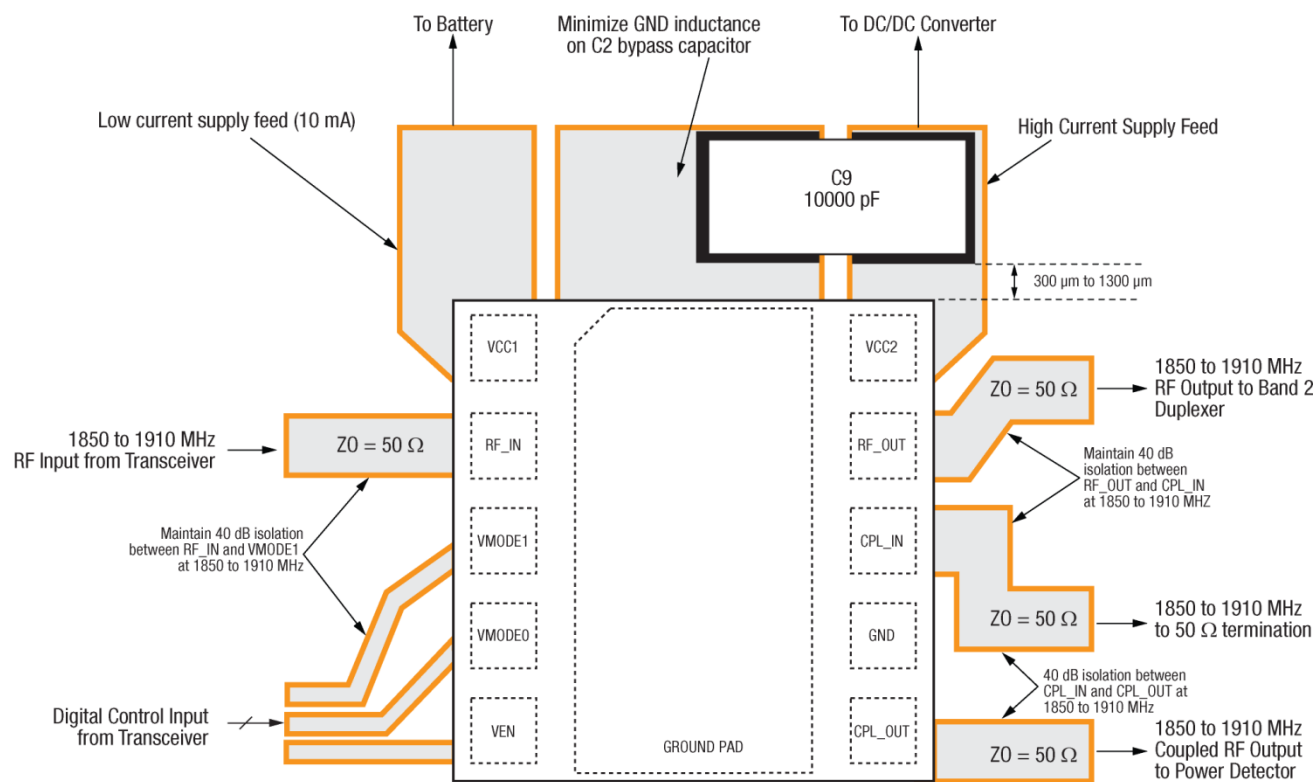 To Battery
Minimize GND inductance
on C2 bypass capacitor
To DC/DC Converter
Low current supply feed (10 mA)
High Current Supply Feed
C9
10000 pF
300 µm to 1300 µm
VCC1
VCC2
1850 to 1910 MHz
RF Output to Band 2
Duplexer
ZO = 50 Ω
1850 to 1910 MHz
RF Input from Transceiver
ZO = 50 Ω
RF_IN
RF_OUT
Maintain 40 dB
isolation between
RF_OUT and CPL_IN
at 1850 to 1910 MHZ
Maintain 40 dB isolation
between RF_IN and VMODE1
at 1850 to 1910 MHz
VMODE1
CPL_IN
ZO = 50 Ω
1850 to 1910 MHz
to 50 Ω termination
VMODE0
GND
40 dB isolation between
CPL_IN and CPL_OUT at
1850 to 1910 MHz
Digital Control Input
from Transceiver
VEN
GROUND PAD
CPL_OUT
ZO = 50 Ω
1850 to 1910 MHz
Coupled RF Output
to Power Detector